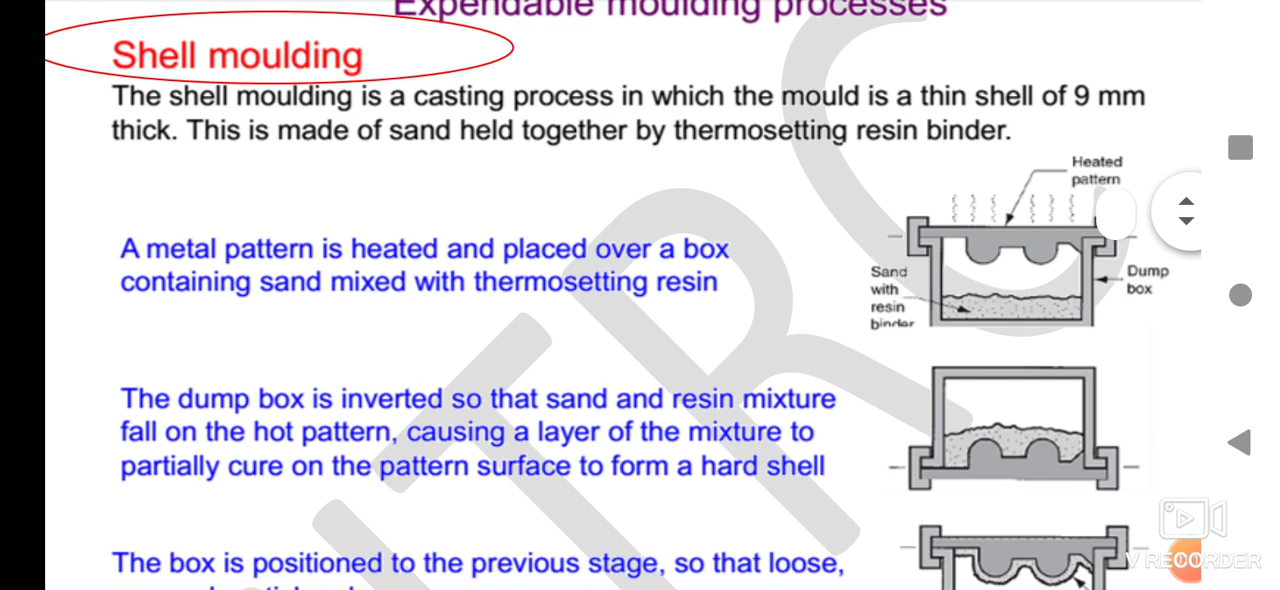 Expendable moulding processes
Shell moulding
The shell moulding is a casting process in which the mould is a thin shell of 9 mm
thick. This is made of sand held together by thermosetting resin binder.
Heated
pattern
A metal pattern is heated and placed over a box
containing sand mixed with thermosetting resin
Sand
with
resin
binder
Dump
box
The dump box is inverted so that sand and resin mixture
fall on the hot pattern, causing a layer of the mixture to
partially cure on the pattern surface to form a hard shell
The box is positioned to the previous stage, so that loose,
V RECORDER